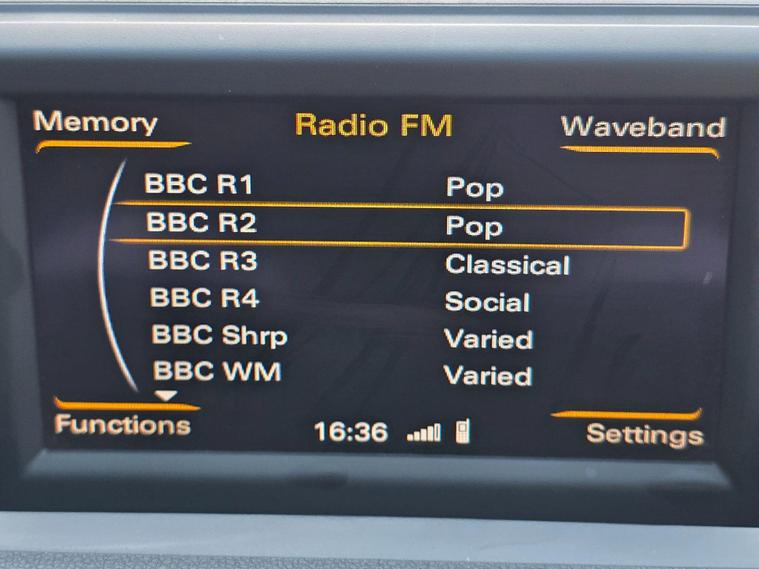 Memory Radio FM Waveband
BBC R1 Pop
BBC R2 Pop
BBC R3 Classical
BBC R4 Social
BBC Shrp Varied
BBC WM Varied
Functions 16:36 Settings